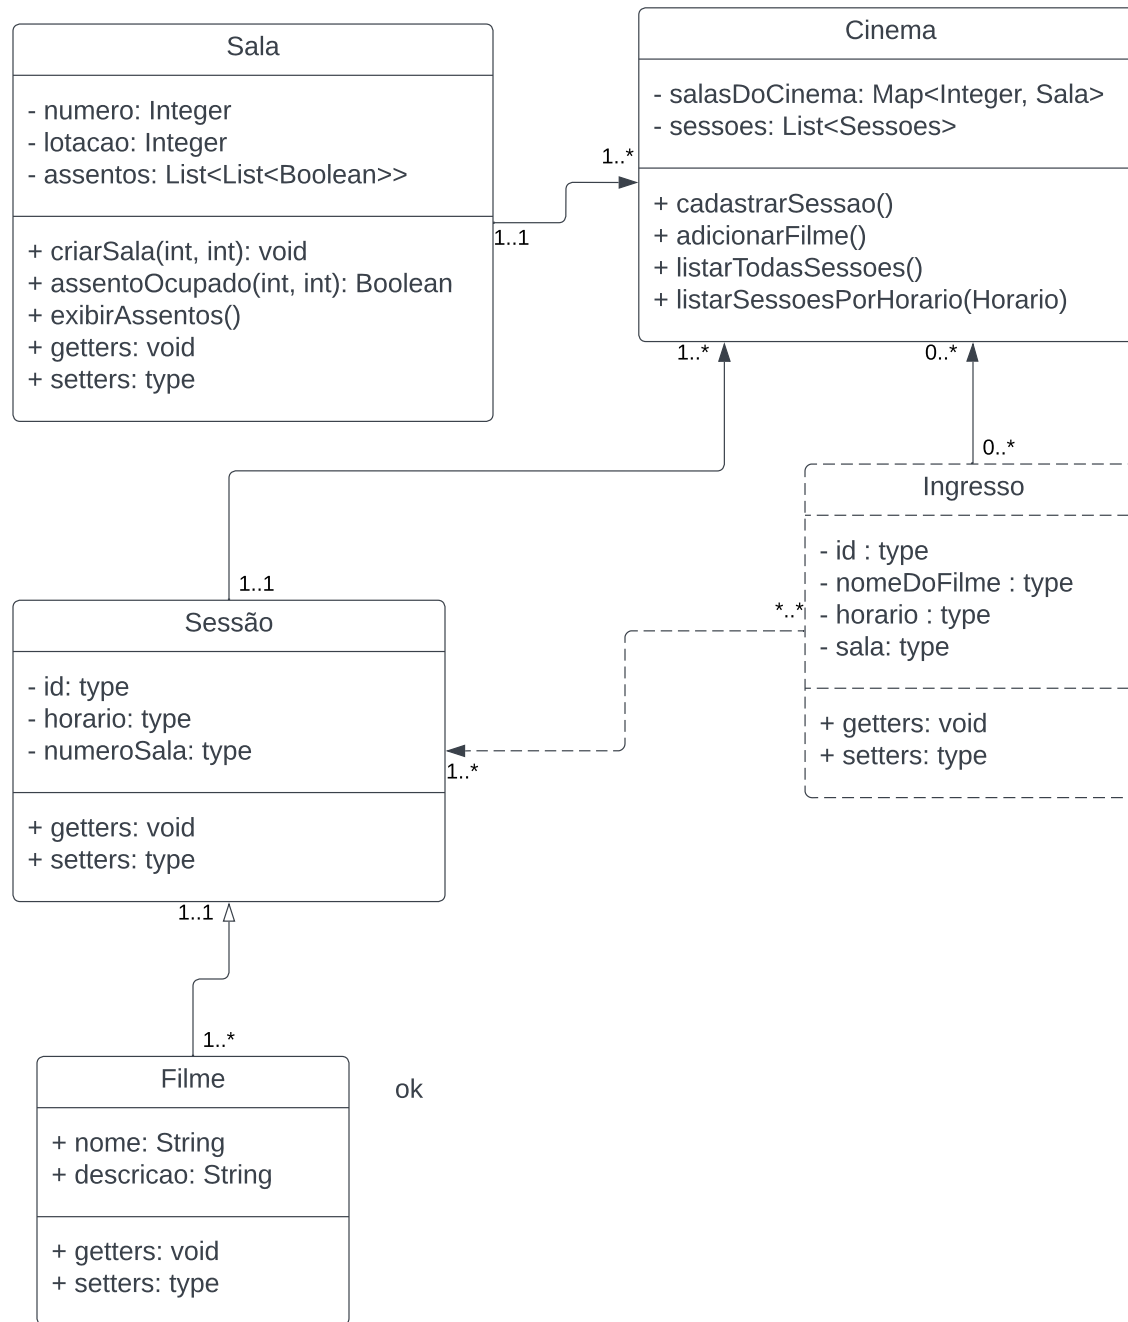 Sala
- numero: Integer
- lotacao: Integer
- assentos: List<List<Boolean>>
+ criarSala(int, int): void
+ assentoOcupado(int, int): Boolean
+ exibirAssentos()
+ getters: void
+ setters: type
1..1
1..*
Cinema
- salasDoCinema: Map<Integer, Sala>
- sessoes: List<Sessoes>
+ cadastrarSessao()
+ adicionarFilme()
+ listarTodasSessoes()
+ listarSessoesPorHorario(Horario)
1..*
0..*
0..*
Ingresso
- id : type
- nomeDoFilme : type
- horario : type
- sala: type
+ getters: void
+ setters: type
*..*
1..*
1..1
Sessão
- id: type
- horario: type
- numeroSala: type
+ getters: void
+ setters: type
1..1
1..*
Filme
+ nome: String
+ descricao: String
+ getters: void
+ setters: type
ok